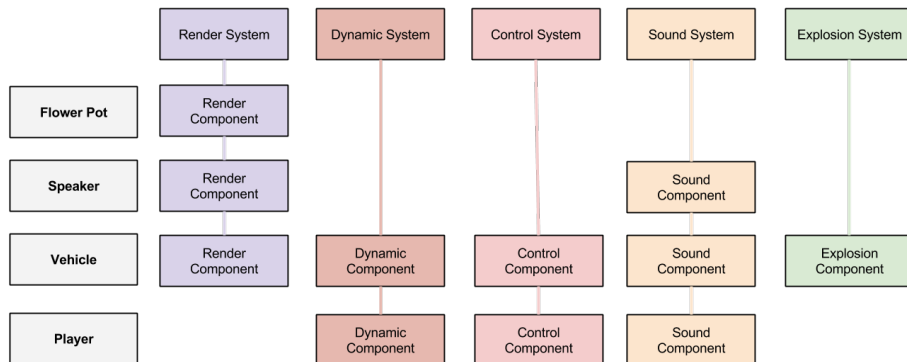 Render System
Dynamic System
Control System
Sound System
Explosion System
Flower Pot
Render
Component
Speaker
Render
Component
Sound
Component
Vehicle
Render
Component
Dynamic
Component
Control
Component
Sound
Component
Explosion
Component
Player
Dynamic
Component
Control
Component
Sound
Component